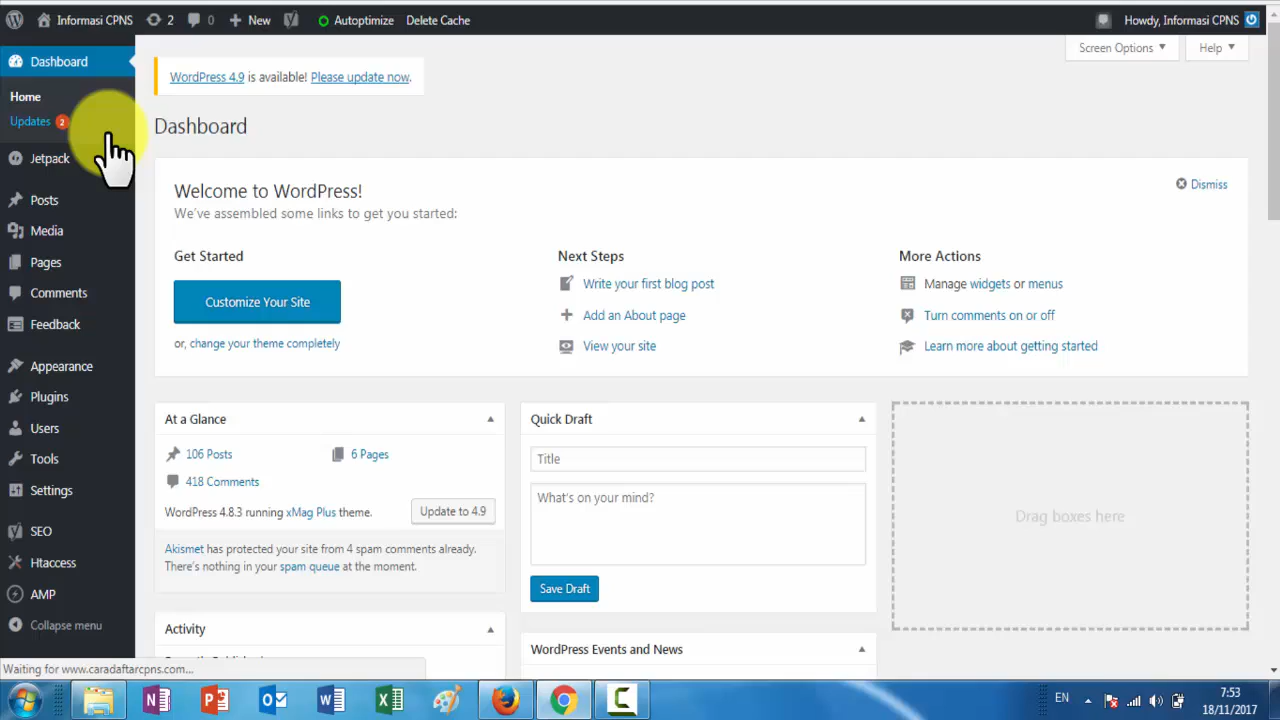 Informasi CPNS 2 0 New Autoptimize Delete Cache Howdy, Informasi CPNS
Screen Options Help
Dashboard
Home
Updates 2
Jetpack
Posts
Media
Pages
Comments
Feedback
Appearance
Plugins
Users
Tools
Settings
SEO
Htaccess
AMP
Collapse menu
WordPress 4.9 is available! Please update now.
Dashboard
Welcome to WordPress!
We've assembled some links to get you started:
Dismiss
Get Started
Customize Your Site
or, change your theme completely
Next Steps
Write your first blog post
Add an About page
View your site
More Actions
Manage widgets or menus
Turn comments on or off
Learn more about getting started
At a Glance
106 Posts 6 Pages
418 Comments
WordPress 4.8.3 running xMag Plus theme. Update to 4.9
Akismet has protected your site from 4 spam comments already.
There's nothing in your spam queue at the moment.
Activity
Quick Draft
Title
What's on your mind?
Save Draft
WordPress Events and News
Drag boxes here
Waiting for www.caradaftarcpns.com...
EN 7:53
18/11/2017